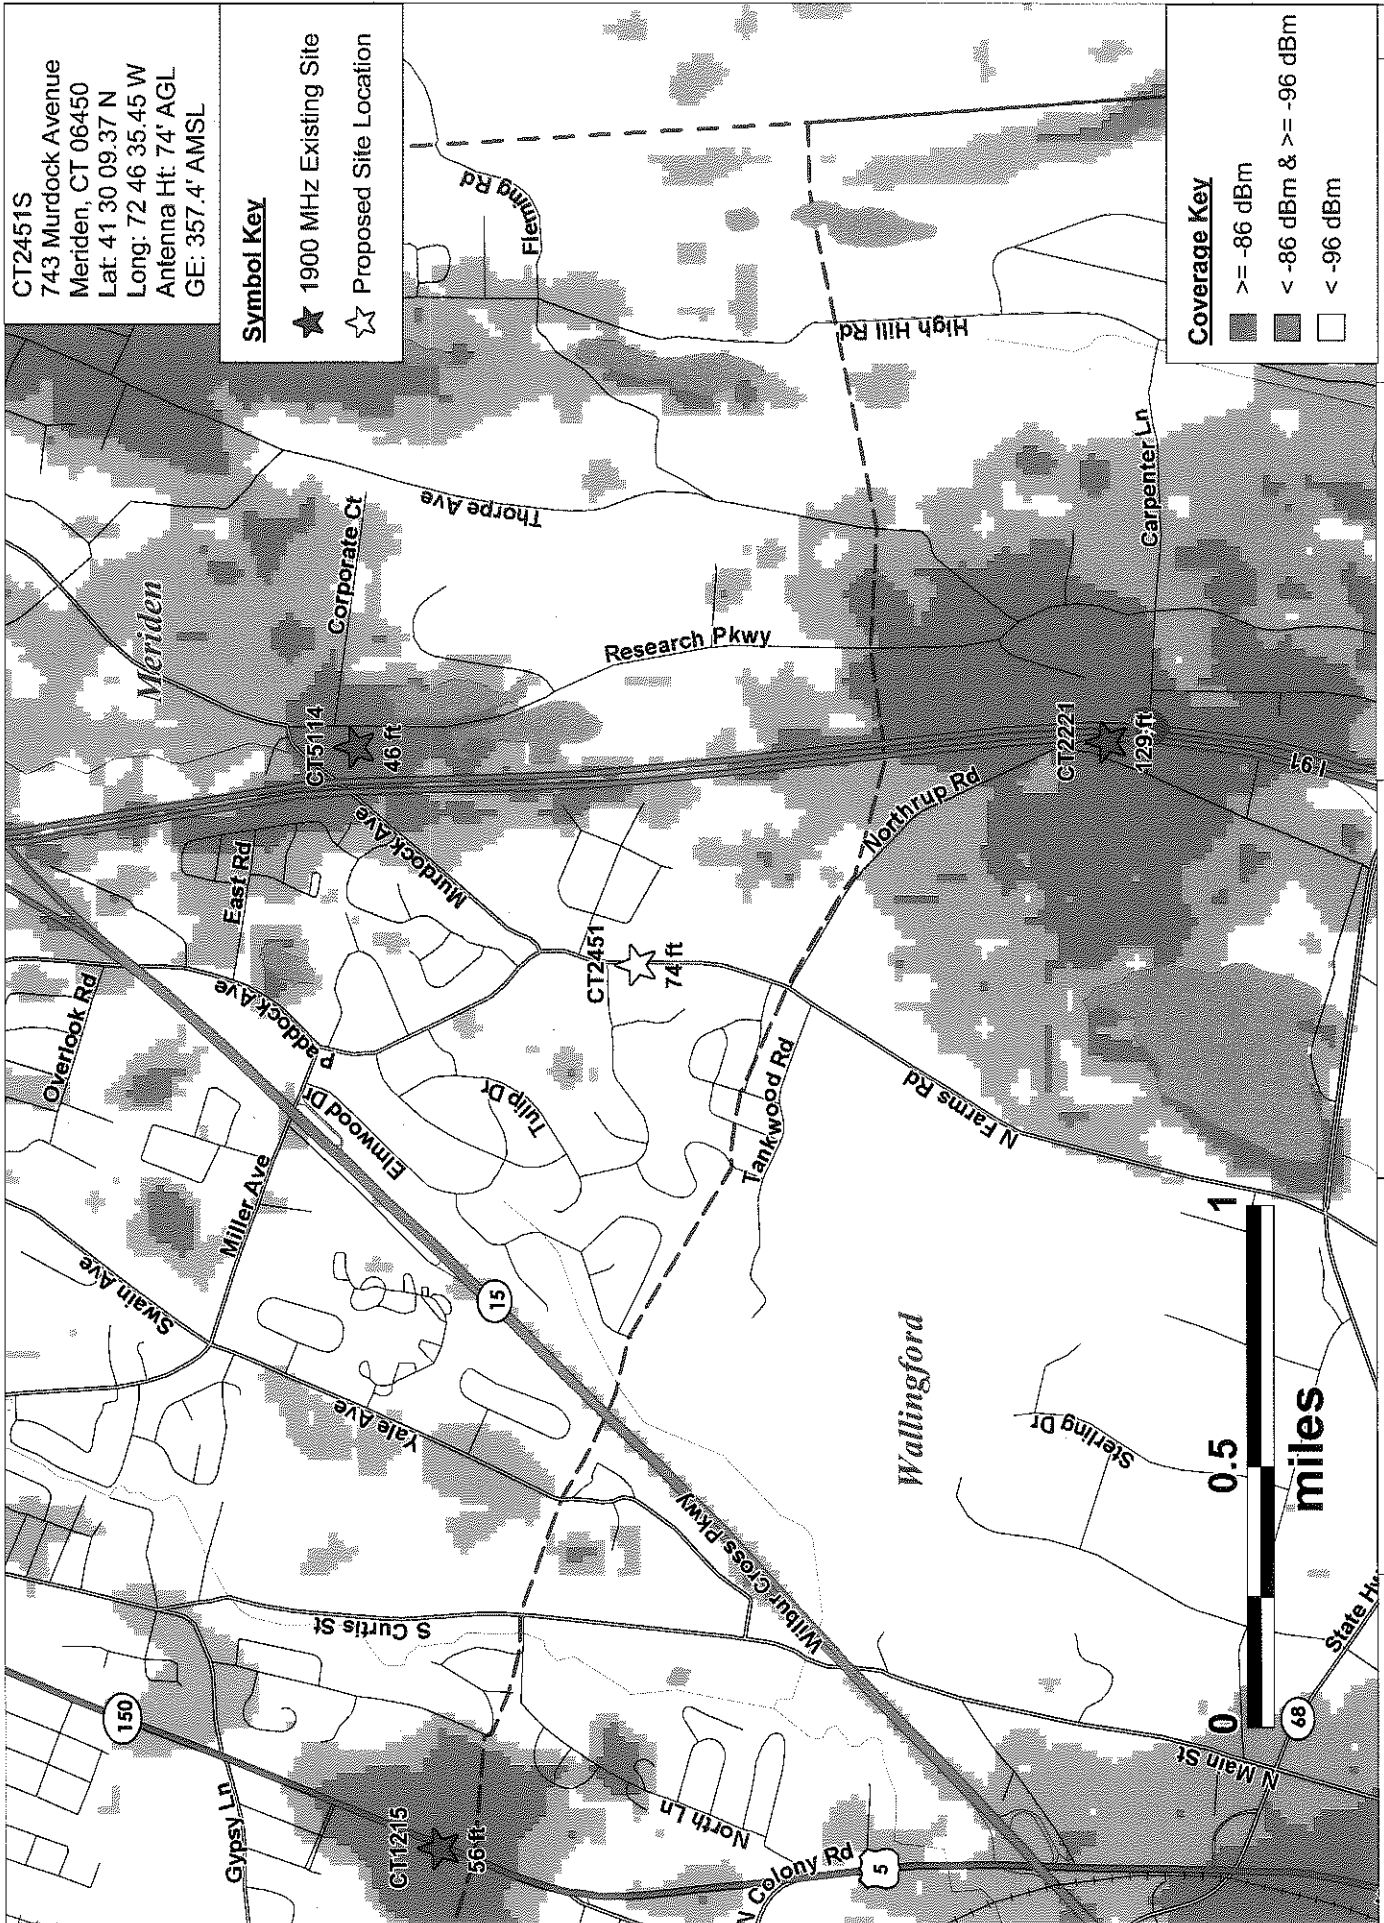 CT2451S
743 Murdock Avenue
Meriden, CT 06450
Lat: 41 30 09.37 N
Long: 72 46 35.45 W
Antenna Ht: 74' AGL
GE: 357.4' AMSL
Symbol Key
1900 MHz Existing Site
Proposed Site Location
Coverage Key
>= -86 dBm
< -86 dBm & >= -96 dBm
< -96 dBm
Meriden
Wallingford
Fleming Rd
High Hill Rd
Carpenter Ln
Thorpe Ave
Corporate Ct
Research Pkwy
CT5114
46 ft
CT2221
129 ft
I 91
Northrup Rd
Murdock Ave
East Rd
CT2451
74 ft
Overlook Rd
Paddock Ave
Elmwood Dr
Tulip Dr
Tankwood Rd
N Farms Rd
Miller Ave
Swain Ave
15
Yale Ave
Sterling Dr
Wilbur Cross Pkwy
S Curtis St
150
Gypsy Ln
CT1215
56 ft
North Ln
N Colony Rd
5
N Main St
68
State Hw
0
0.5
1
miles